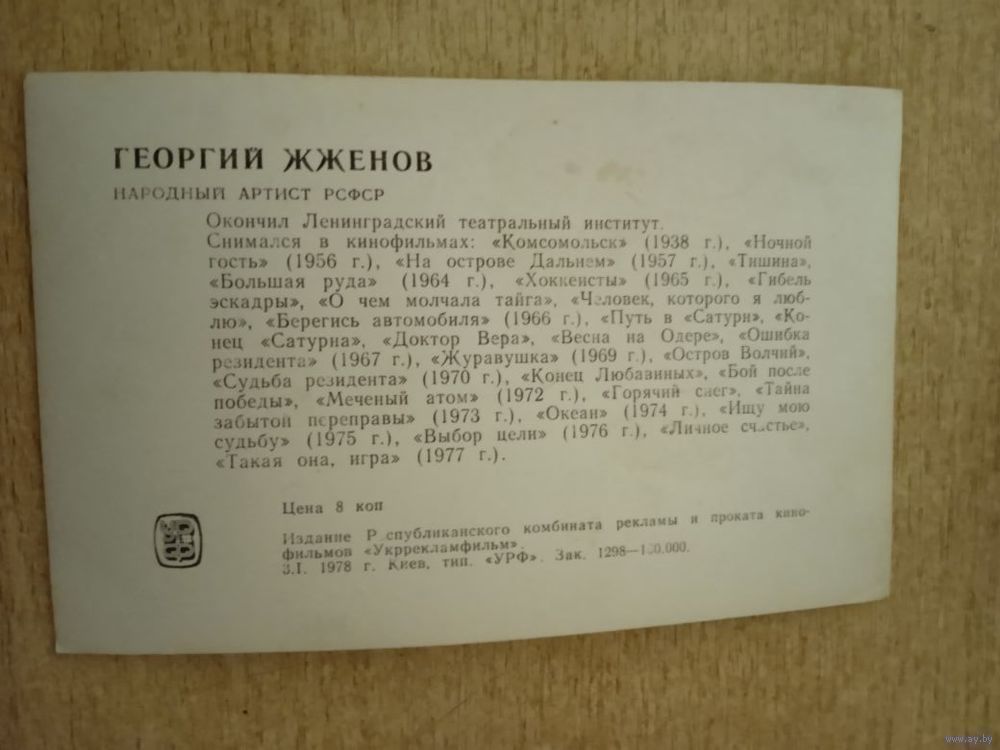 ГЕОРГИЙ ЖЖЕНОВ
НАРОДНЫЙ АРТИСТ РСФСР
Окончил Ленинградский театральный институт.
Снимался в кинофильмах: «Комсомольск» (1938 г.), «Ночной
гость» (1956 г.), «На острове Дальнем» (1957 г.), «Тишина»,
«Большая руда» (1964 г.), «Хоккеисты» (1965 г.), «Гибель
эскадры», «О чем молчала тайга», «Человек, которого я люб-
лю», «Берегись автомобиля» (1966 г.), «Путь в «Сатурн», «Ко-
нец «Сатурна», «Доктор Вера», «Весна на Одере», «Ошибка
резидента» (1967 г.), «Журавушка» (1969 г.), «Остров Волчий»,
«Судьба резидента» (1970 г.), «Конец Любавиных», «Бой после
победы», «Меченый атом» (1972 г.), «Горячий снег», «Тайна
забытой переправы» (1973 г.), «Океан» (1974 г.), «Ищу мою
судьбу» (1975 г.), «Выбор цели» (1976 г.), «Личное счастье»,
«Такая она, игра» (1977 г.).
Цена 8 коп
Издание Республиканского комбината рекламы и проката кино-
фильмов «Укррекламфильм».
3.I. 1978 г. Киев, тип. «УРФ». Зак.
www.ay.by